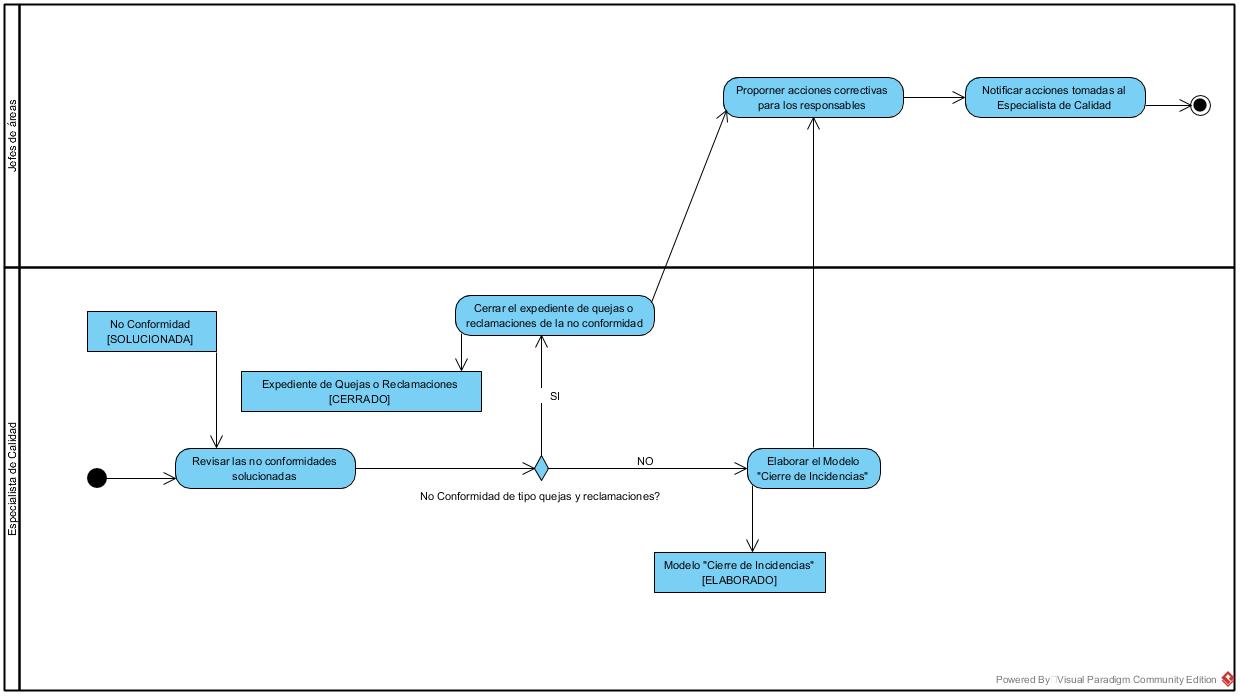 Jefes de áreas
Proporner acciones correctivas
para los responsables
Notificar acciones tomadas al
Especialista de Calidad
Especialista de Calidad
No Conformidad
[SOLUCIONADA]
Cerrar el expediente de quejas o
reclamaciones de la no conformidad
Expediente de Quejas o Reclamaciones
[CERRADO]
SI
Revisar las no conformidades
solucionadas
NO
No Conformidad de tipo quejas y reclamaciones?
Elaborar el Modelo
"Cierre de Incidencias"
Modelo "Cierre de Incidencias"
[ELABORADO]
Powered By Visual Paradigm Community Edition